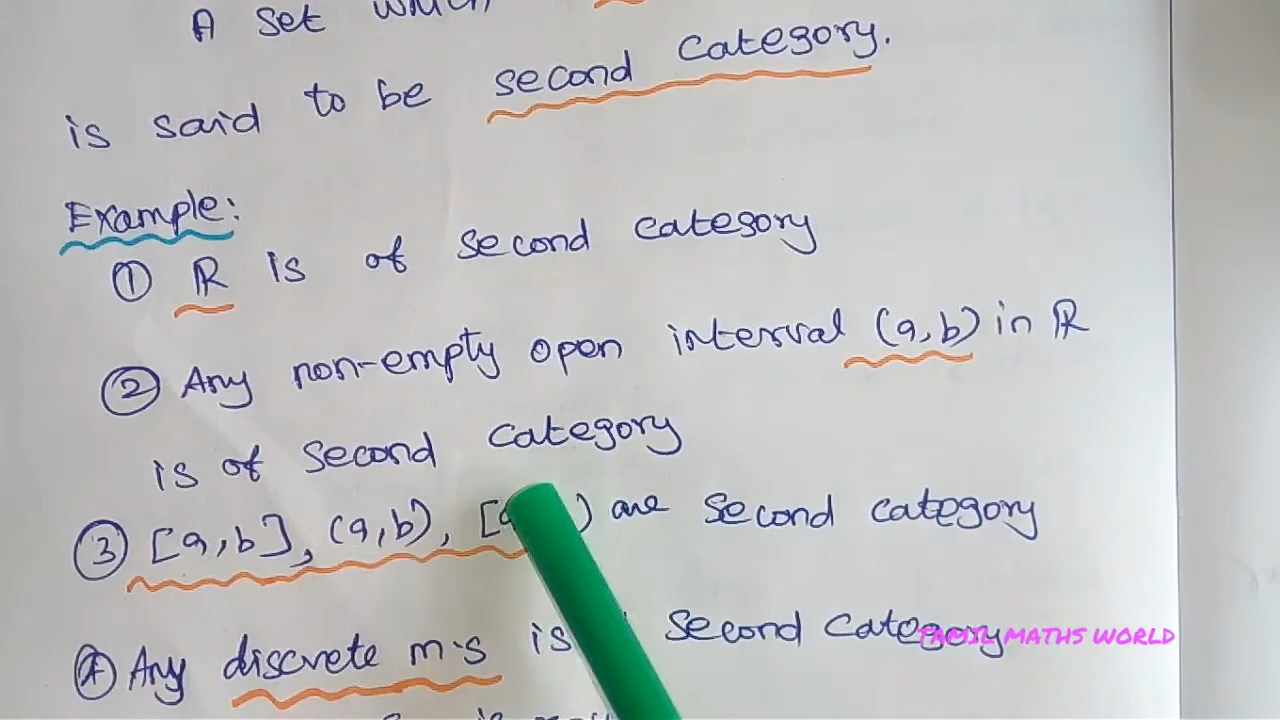 A set which
is said to be second category.
Example:
① ℝ is of second category
② Any non-empty open interval (a,b) in ℝ
is of second category
③ [a,b], (a,b), [a ) are second category
④ Any discrete m.s is second category
TAMIL MATHS WORLD